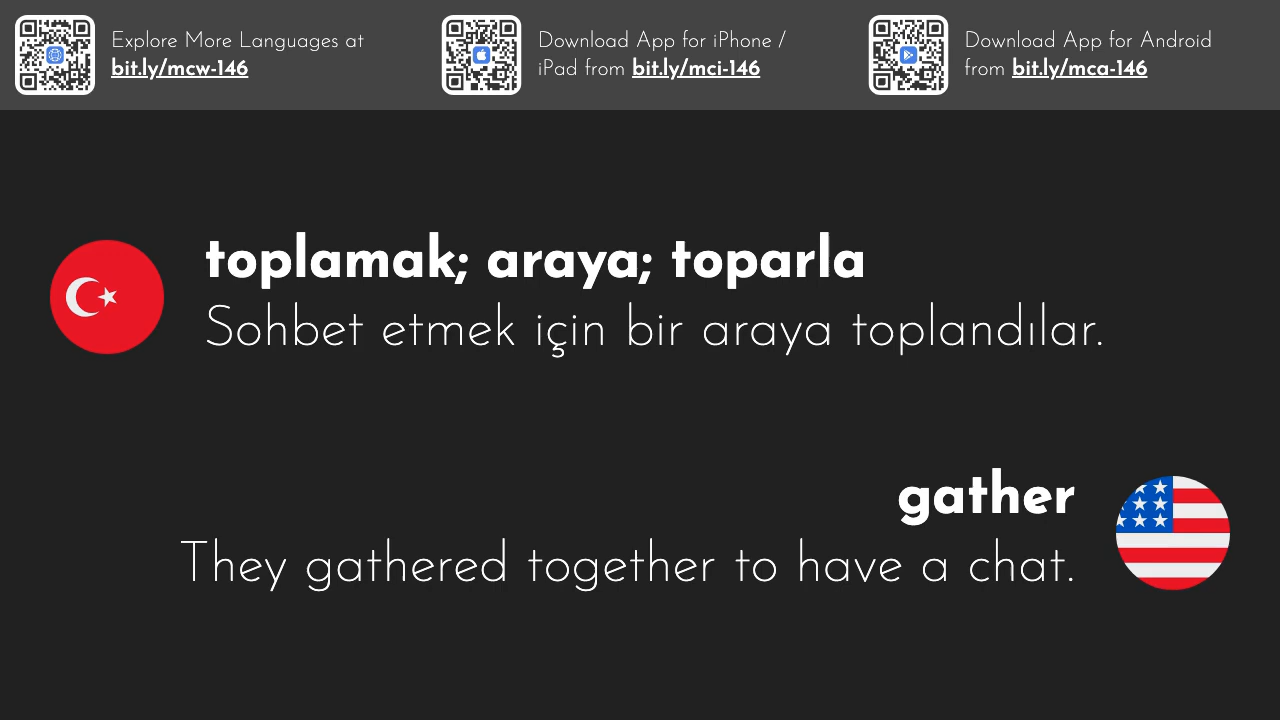 Explore More Languages at
bit.ly/mcw-146
Download App for iPhone /
iPad from bit.ly/mci-146
Download App for Android
from bit.ly/mca-146
toplamak; araya; toparla
Sohbet etmek için bir araya toplandılar.
gather
They gathered together to have a chat.